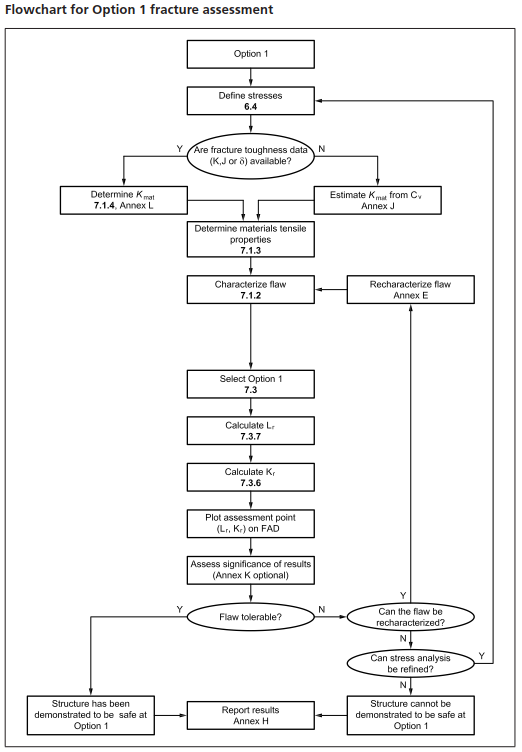 Flowchart for Option 1 fracture assessment
Option 1
Define stresses
6.4
Are fracture toughness data
(K,J or δ) available?
Y
N
Determine Kmat
7.1.4, Annex L
Estimate Kmat from Cv
Annex J
Determine materials tensile
properties
7.1.3
Characterize flaw
7.1.2
Recharacterize flaw
Annex E
Select Option 1
7.3
Calculate Lr
7.3.7
Calculate Kr
7.3.6
Plot assessment point
(Lr, Kr) on FAD
Assess significance of results
(Annex K optional)
Y
Flaw tolerable?
N
Y
Can the flaw be
recharacterized?
N
Can stress analysis
be refined?
Y
N
Structure has been
demonstrated to be safe at
Option 1
Report results
Annex H
Structure cannot be
demonstrated to be safe at
Option 1